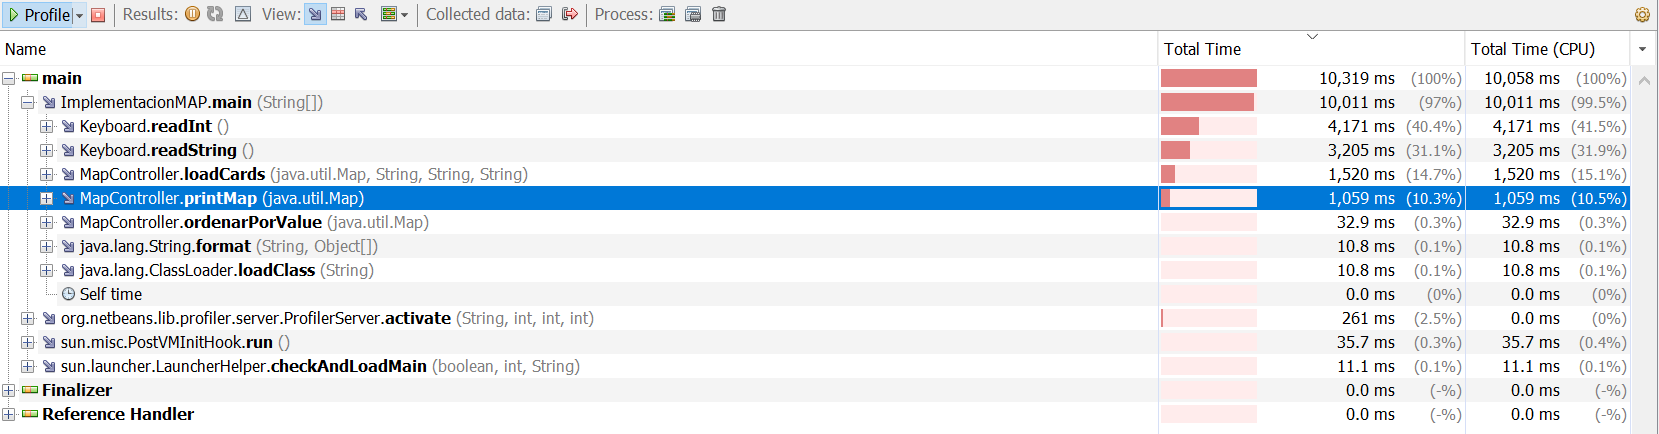 Profile Results: View: Collected data: Process:
Name Total Time Total Time (CPU)
main 10,319 ms (100%) 10,058 ms (100%)
ImplementacionMAP.main (String[]) 10,011 ms (97%) 10,011 ms (99.5%)
Keyboard.readInt () 4,171 ms (40.4%) 4,171 ms (41.5%)
Keyboard.readString () 3,205 ms (31.1%) 3,205 ms (31.9%)
MapController.loadCards (java.util.Map, String, String, String) 1,520 ms (14.7%) 1,520 ms (15.1%)
MapController.printMap (java.util.Map) 1,059 ms (10.3%) 1,059 ms (10.5%)
MapController.ordenarPorValue (java.util.Map) 32.9 ms (0.3%) 32.9 ms (0.3%)
java.lang.String.format (String, Object[]) 10.8 ms (0.1%) 10.8 ms (0.1%)
java.lang.ClassLoader.loadClass (String) 10.8 ms (0.1%) 10.8 ms (0.1%)
Self time 0.0 ms (0%) 0.0 ms (0%)
org.netbeans.lib.profiler.server.ProfilerServer.activate (String, int, int, int) 261 ms (2.5%) 0.0 ms (0%)
sun.misc.PostVMInitHook.run () 35.7 ms (0.3%) 35.7 ms (0.4%)
sun.launcher.LauncherHelper.checkAndLoadMain (boolean, int, String) 11.1 ms (0.1%) 11.1 ms (0.1%)
Finalizer 0.0 ms (-%) 0.0 ms (-%)
Reference Handler 0.0 ms (-%) 0.0 ms (-%)